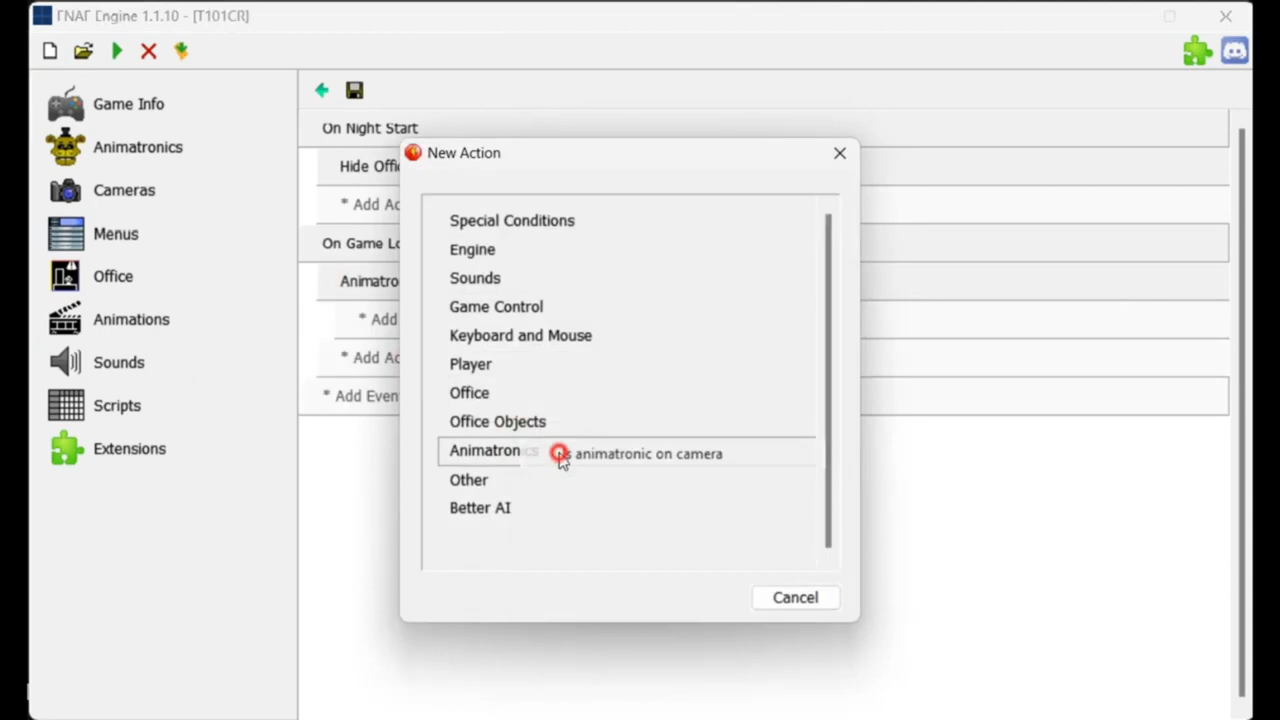 FNAF Engine 1.1.10 - [T101CR]
Game Info
Animatronics
Cameras
Menus
Office
Animations
Sounds
Scripts
Extensions
On Night Start
Hide Offi
* Add Ac
On Game Lo
Animatro
* Add
* Add Ac
* Add Even
New Action
Special Conditions
Engine
Sounds
Game Control
Keyboard and Mouse
Player
Office
Office Objects
Animatronics
animatronic on camera
Other
Better AI
Cancel